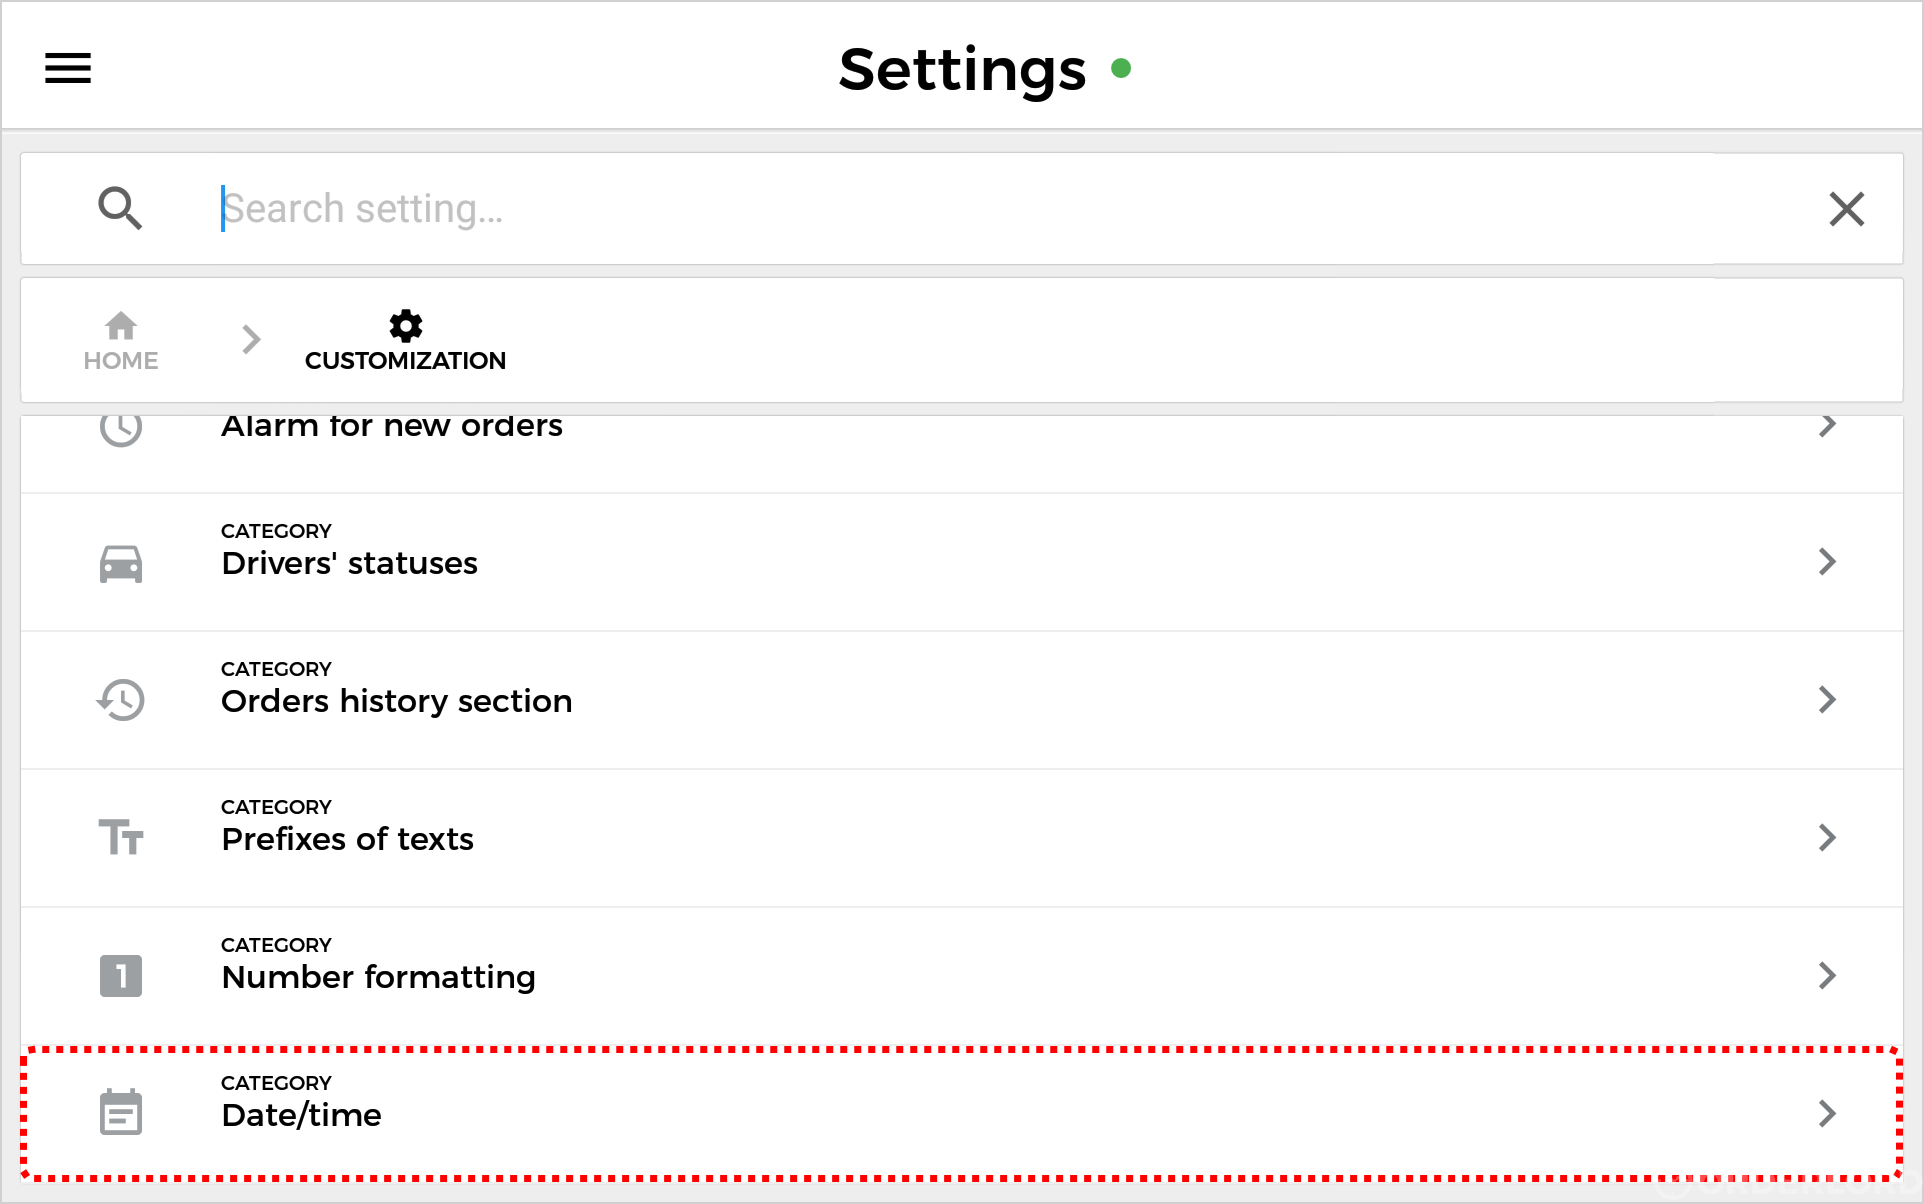 Settings
Search setting...
HOME
CUSTOMIZATION
Alarm for new orders
CATEGORY
Drivers' statuses
CATEGORY
Orders history section
CATEGORY
Prefixes of texts
CATEGORY
Number formatting
CATEGORY
Date/time